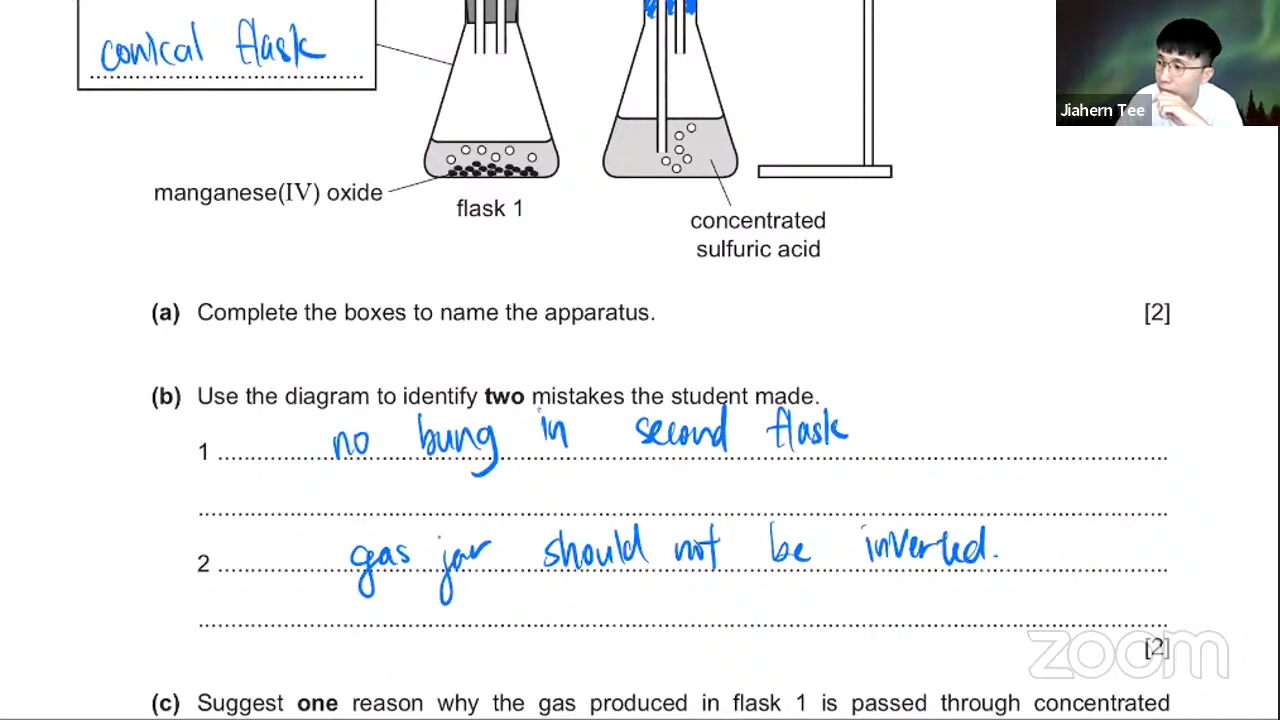 conical flask
Jiahern Tee
manganese(IV) oxide
flask 1
concentrated
sulfuric acid
(a) Complete the boxes to name the apparatus. [2]
(b) Use the diagram to identify two mistakes the student made.
1 no bung in second flask
2 gas jar should not be inverted.
[2]
zoom
(c) Suggest one reason why the gas produced in flask 1 is passed through concentrated